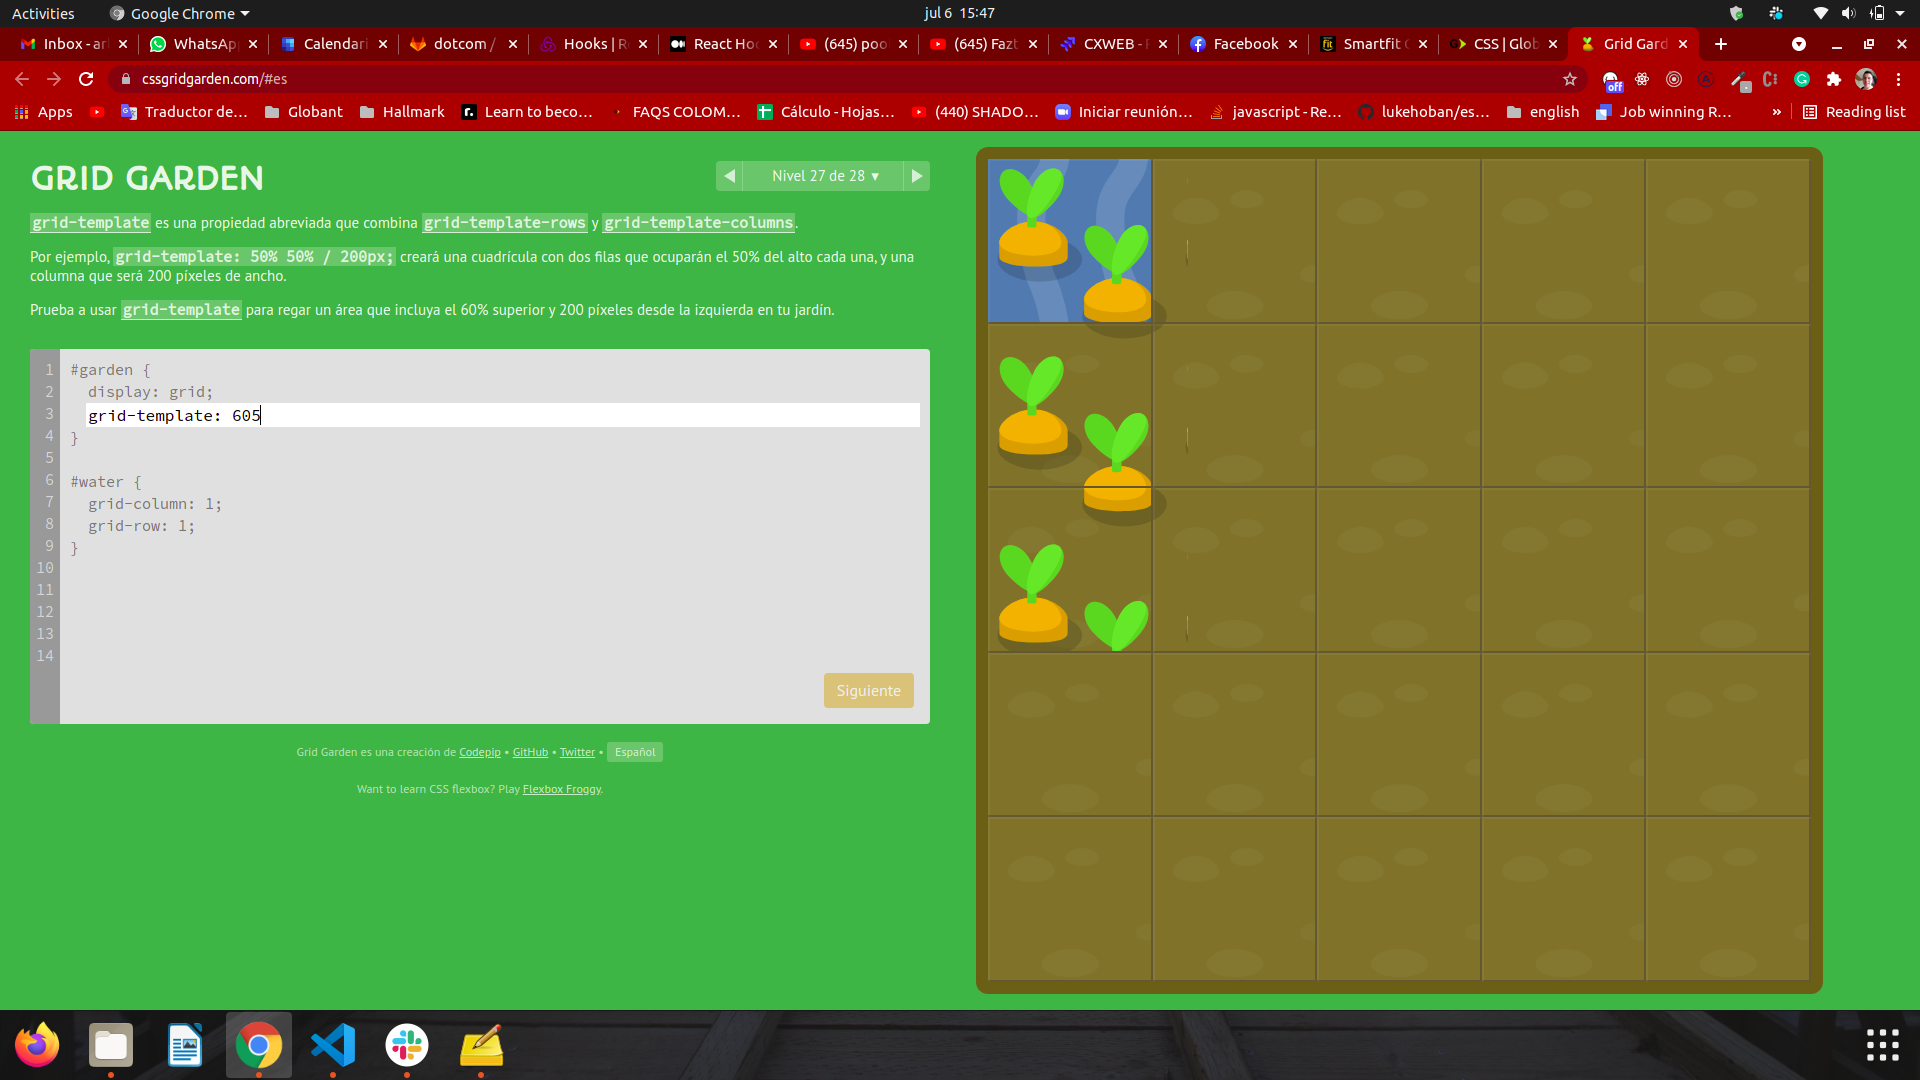 Activities
Google Chrome
jul 6 15:47
Inbox - ar
WhatsAp
Calendari
dotcom /
Hooks | R
React Hoo
(645) poo
(645) Fazt
CXWEB - F
Facebook
Smartfit C
CSS | Glob
Grid Gard
cssgridgarden.com/#es
off
Apps
Traductor de...
Globant
Hallmark
Learn to beco...
FAQS COLOM...
Cálculo - Hojas...
(440) SHADO...
Iniciar reunión...
javascript - Re...
lukehoban/es...
english
Job winning R...
»
Reading list
GRID GARDEN
Nivel 27 de 28 ▾
grid-template es una propiedad abreviada que combina grid-template-rows y grid-template-columns.
Por ejemplo, grid-template: 50% 50% / 200px; creará una cuadrícula con dos filas que ocuparán el 50% del alto cada una, y una
columna que será 200 píxeles de ancho.
Prueba a usar grid-template para regar un área que incluya el 60% superior y 200 píxeles desde la izquierda en tu jardín.
1 #garden {
2 display: grid;
3 grid-template: 605
4 }
5
6 #water {
7 grid-column: 1;
8 grid-row: 1;
9 }
10
11
12
13
14
Siguiente
Grid Garden es una creación de Codepip • GitHub • Twitter • Español
Want to learn CSS flexbox? Play Flexbox Froggy.